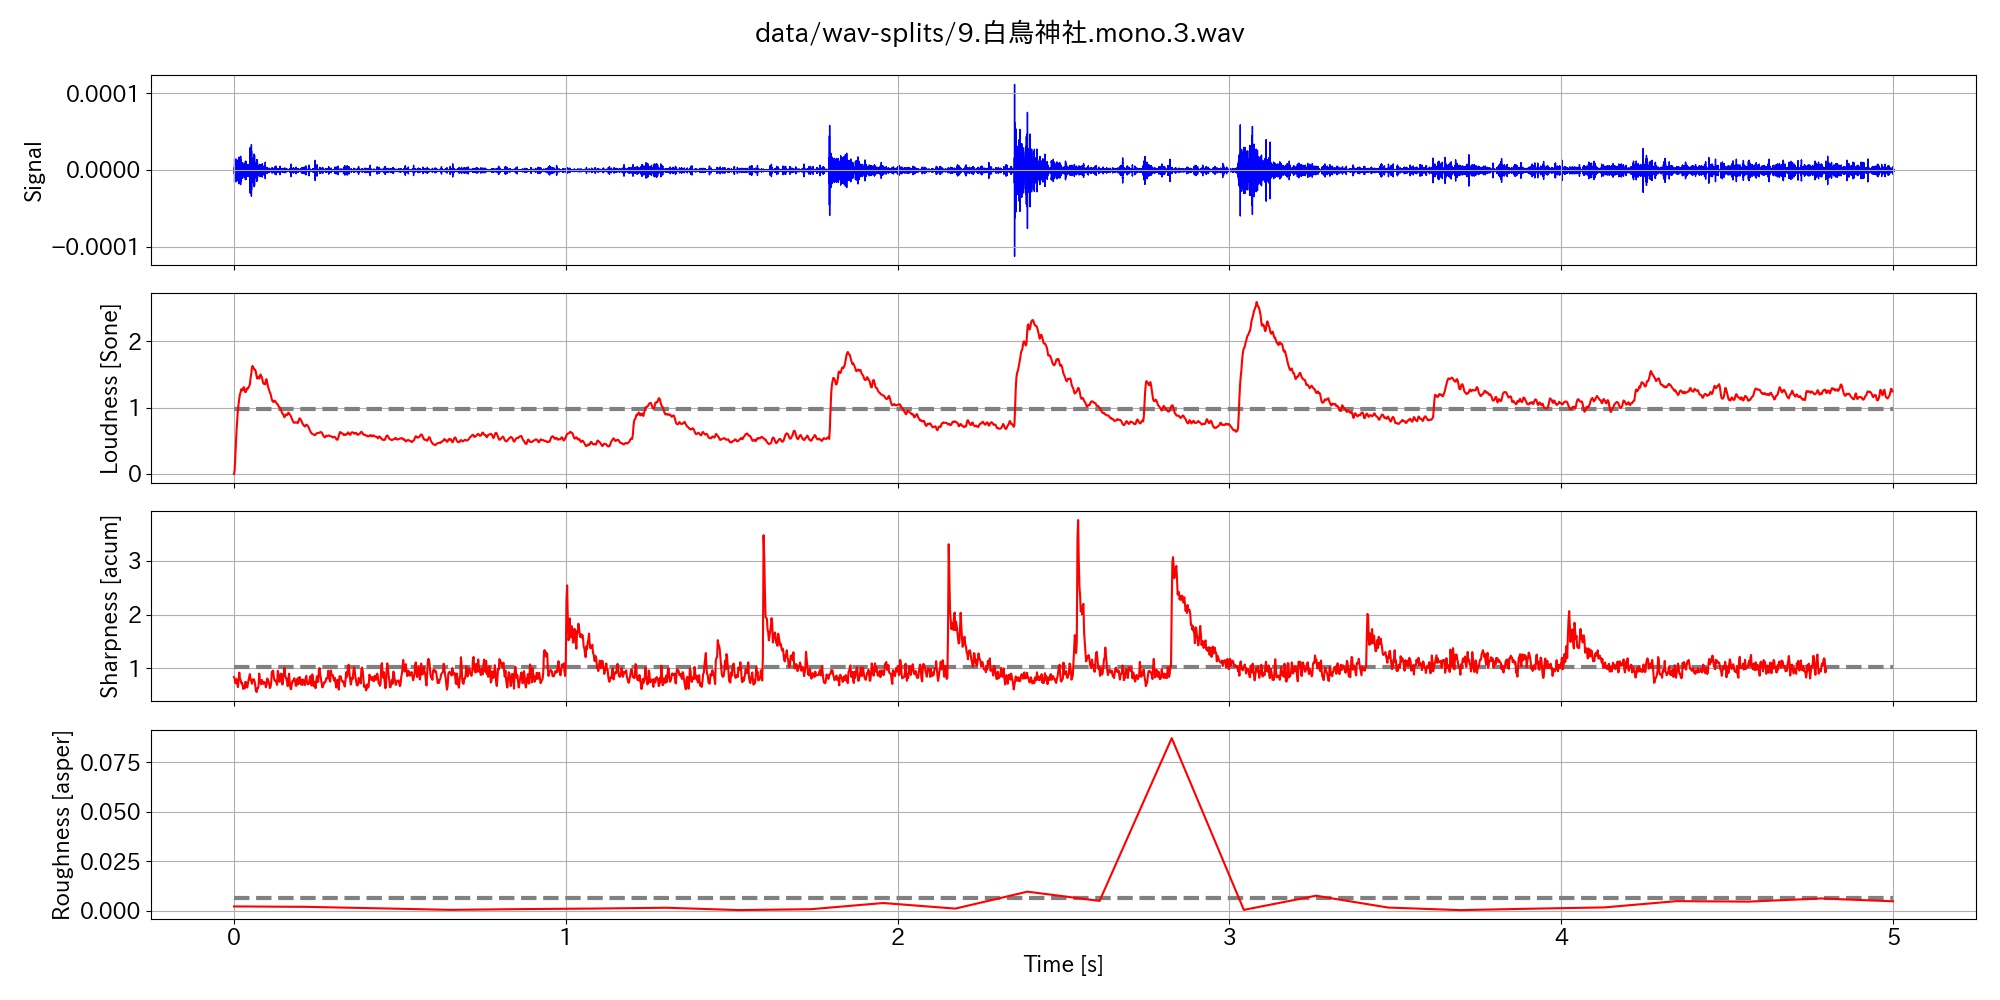 data/wav-splits/9.白鳥神社.mono.3.wav
Signal
0.0001
0.0000
−0.0001
Loudness [Sone]
2
1
0
Sharpness [acum]
3
2
1
Roughness [asper]
0.075
0.050
0.025
0.000
0 1 2 3 4 5
Time [s]